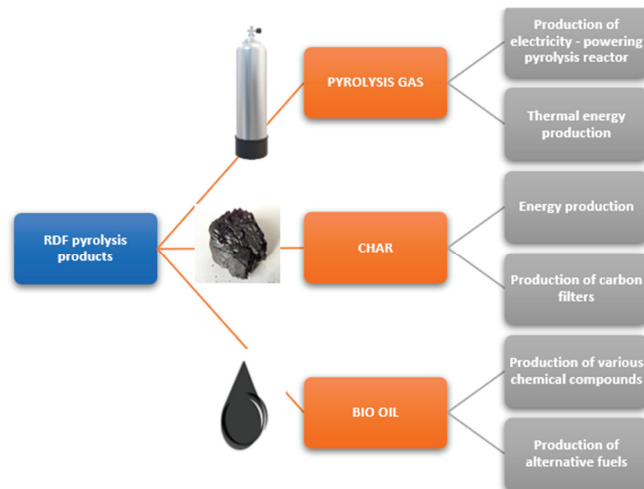 Production of
electricity - powering
pyrolysis reactor
PYROLYSIS GAS
Thermal energy
production
Energy production
RDF pyrolysis
products
CHAR
Production of carbon
filters
Production of various
chemical compounds
BIO OIL
Production of
alternative fuels